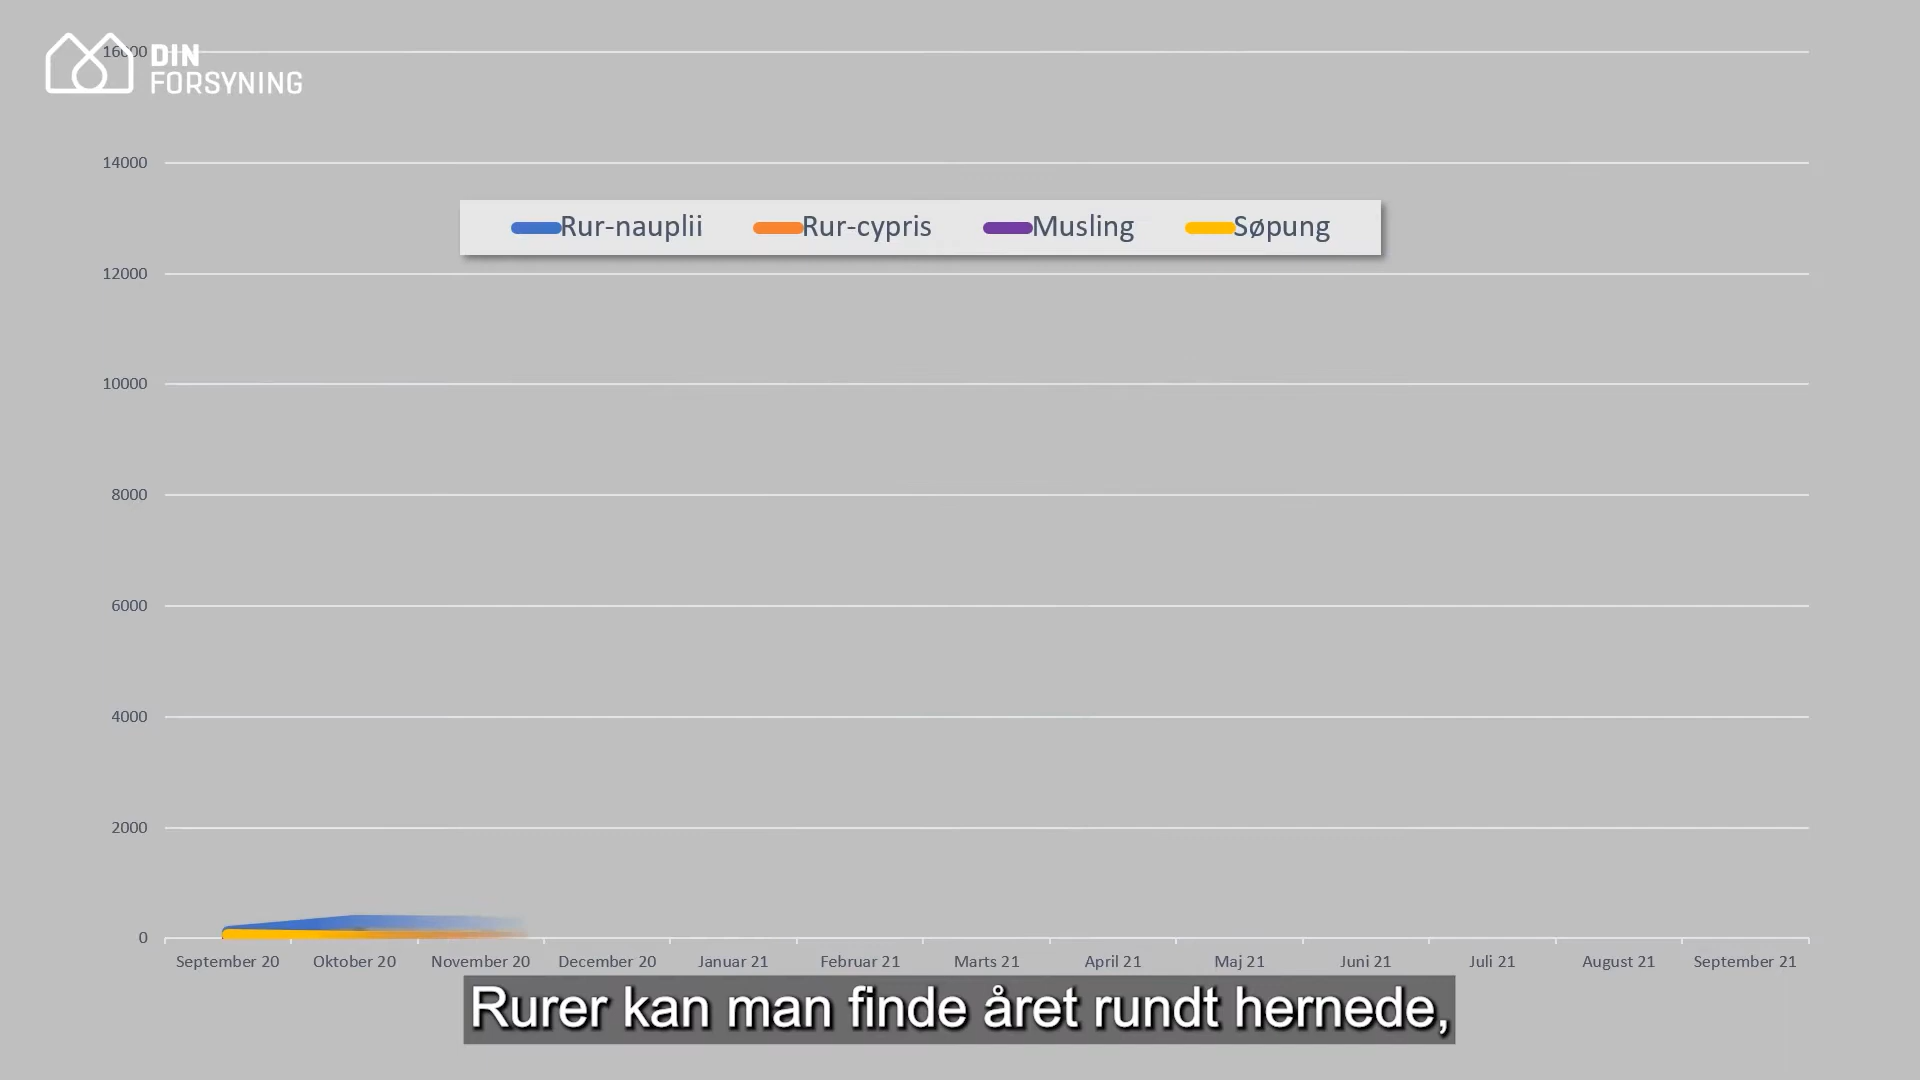 DIN
FORSYNING
16000
14000
Rur-nauplii Rur-cypris Musling Søpung
12000
10000
8000
6000
4000
2000
0
September 20 Oktober 20 November 20 December 20 Januar 21 Februar 21 Marts 21 April 21 Maj 21 Juni 21 Juli 21 August 21 September 21
Rurer kan man finde året rundt hernede,